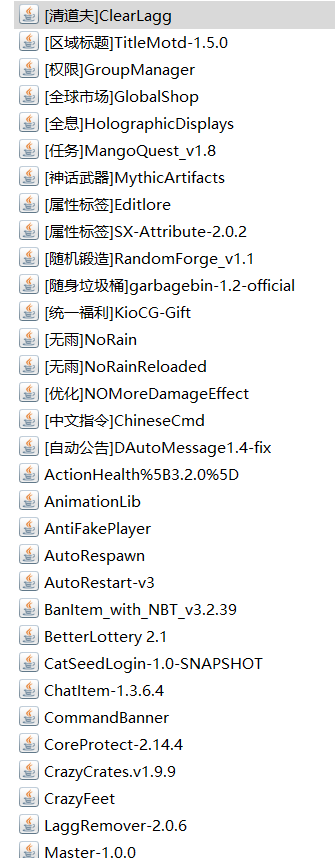 [清道夫]ClearLagg
[区域标题]TitleMotd-1.5.0
[权限]GroupManager
[全球市场]GlobalShop
[全息]HolographicDisplays
[任务]MangoQuest_v1.8
[神话武器]MythicArtifacts
[属性标签]Editlore
[属性标签]SX-Attribute-2.0.2
[随机锻造]RandomForge_v1.1
[随身垃圾桶]garbagebin-1.2-official
[统一福利]KioCG-Gift
[无雨]NoRain
[无雨]NoRainReloaded
[优化]NOMoreDamageEffect
[中文指令]ChineseCmd
[自动公告]DAutoMessage1.4-fix
ActionHealth%5B3.2.0%5D
AnimationLib
AntiFakePlayer
AutoRespawn
AutoRestart-v3
BanItem_with_NBT_v3.2.39
BetterLottery 2.1
CatSeedLogin-1.0-SNAPSHOT
ChatItem-1.3.6.4
CommandBanner
CoreProtect-2.14.4
CrazyCrates.v1.9.9
CrazyFeet
LaggRemover-2.0.6
Master-1.0.0